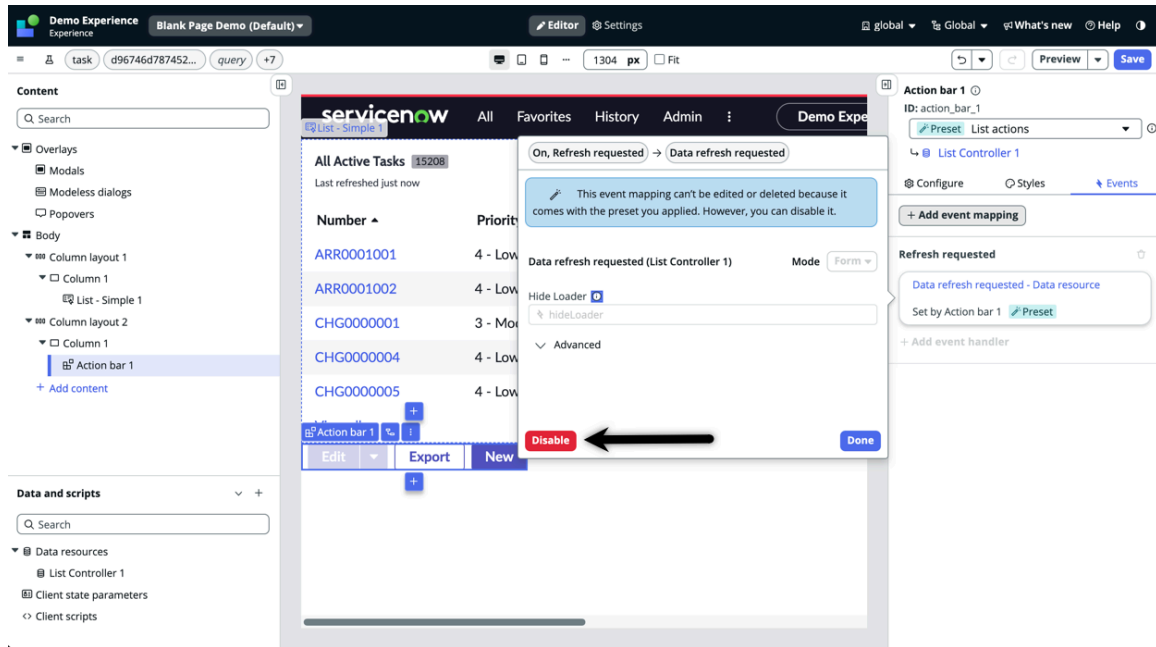 Demo Experience
Experience
Blank Page Demo (Default)
Editor
Settings
global
Global
What's new
Help
task
d96746d787452...
query
+7
1304 px
Fit
Preview
Save
Content
Search
Overlays
Modals
Modeless dialogs
Popovers
Body
Column layout 1
Column 1
List - Simple 1
Column layout 2
Column 1
Action bar 1
+ Add content
Data and scripts
Search
Data resources
List Controller 1
Client state parameters
Client scripts
servicenow
All
Favorites
History
Admin
Demo Expe
List - Simple 1
All Active Tasks 15208
Last refreshed just now
Number
Priorit
ARR0001001
4 - Low
ARR0001002
4 - Low
CHG0000001
3 - Mod
CHG0000004
4 - Low
CHG0000005
4 - Low
Action bar 1
Edit
Export
New
On, Refresh requested → Data refresh requested
This event mapping can't be edited or deleted because it
comes with the preset you applied. However, you can disable it.
Data refresh requested (List Controller 1)
Mode
Form
Hide Loader
hideLoader
Advanced
Disable
Done
Action bar 1
ID: action_bar_1
Preset List actions
List Controller 1
Configure
Styles
Events
+ Add event mapping
Refresh requested
Data refresh requested - Data resource
Set by Action bar 1 Preset
+ Add event handler